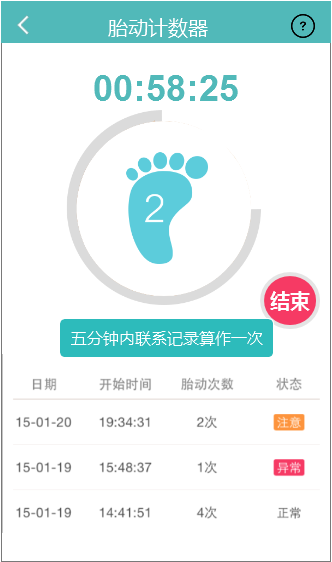 胎动计数器
?
00:58:25
2
结束
五分钟内联系记录算作一次
日期 开始时间 胎动次数 状态
15-01-20 19:34:31 2次 注意
15-01-19 15:48:37 1次 异常
15-01-19 14:41:51 4次 正常